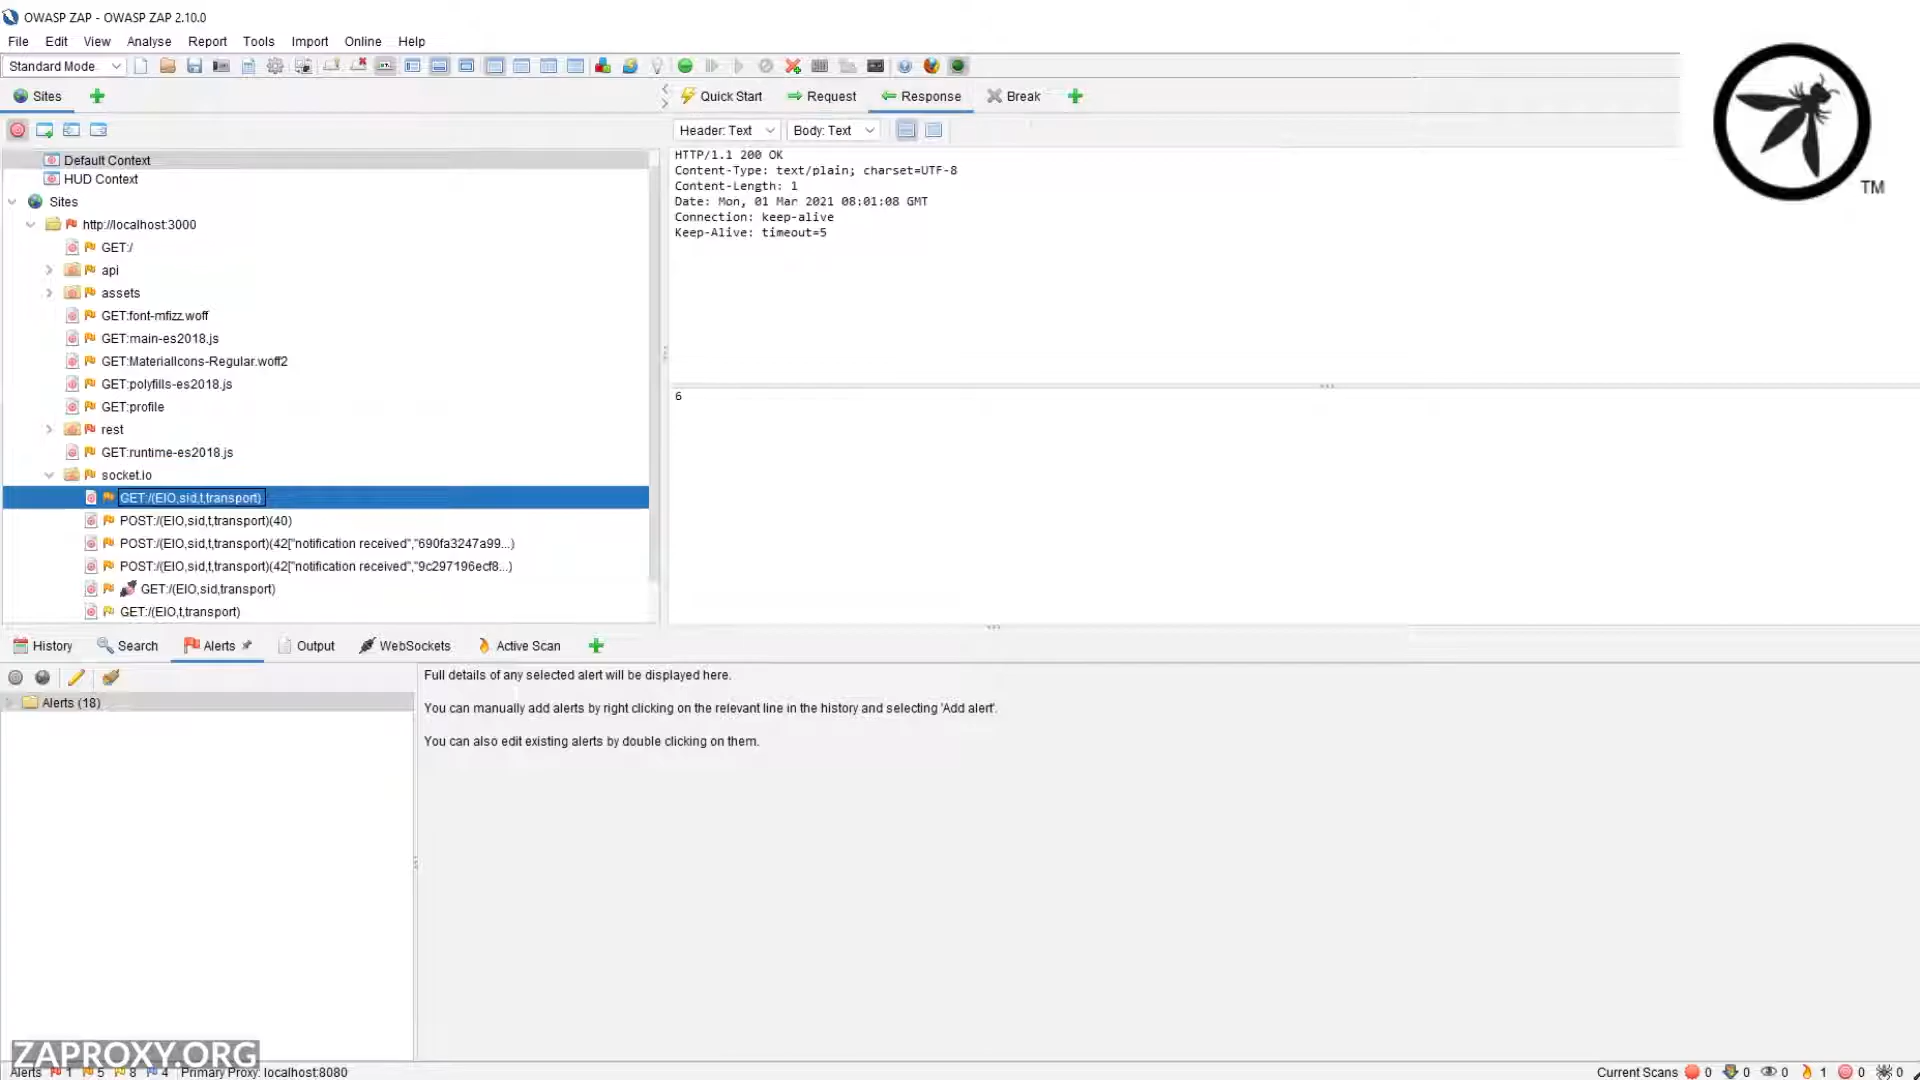 OWASP ZAP - OWASP ZAP 2.10.0
File Edit View Analyse Report Tools Import Online Help
Standard Mode
Sites
Quick Start Request Response Break
Header: Text Body: Text
TM
Default Context
HUD Context
Sites
http://localhost:3000
GET:/
api
assets
GET:font-mfizz.woff
GET:main-es2018.js
GET:MaterialIcons-Regular.woff2
GET:polyfills-es2018.js
GET:profile
rest
GET:runtime-es2018.js
socket.io
GET:/(EIO,sid,t,transport)
POST:/(EIO,sid,t,transport)(40)
POST:/(EIO,sid,t,transport)(42["notification received","690fa3247a99...)
POST:/(EIO,sid,t,transport)(42["notification received","9c297196ecf8...)
GET:/(EIO,sid,transport)
GET:/(EIO,t,transport)
HTTP/1.1 200 OK
Content-Type: text/plain; charset=UTF-8
Content-Length: 1
Date: Mon, 01 Mar 2021 08:01:08 GMT
Connection: keep-alive
Keep-Alive: timeout=5
6
History Search Alerts Output WebSockets Active Scan
Alerts (18)
Full details of any selected alert will be displayed here.
You can manually add alerts by right clicking on the relevant line in the history and selecting 'Add alert'.
You can also edit existing alerts by double clicking on them.
ZAPROXY.ORG
Alerts 1 5 8 4 Primary Proxy: localhost:8080
Current Scans 0 0 0 1 0 0